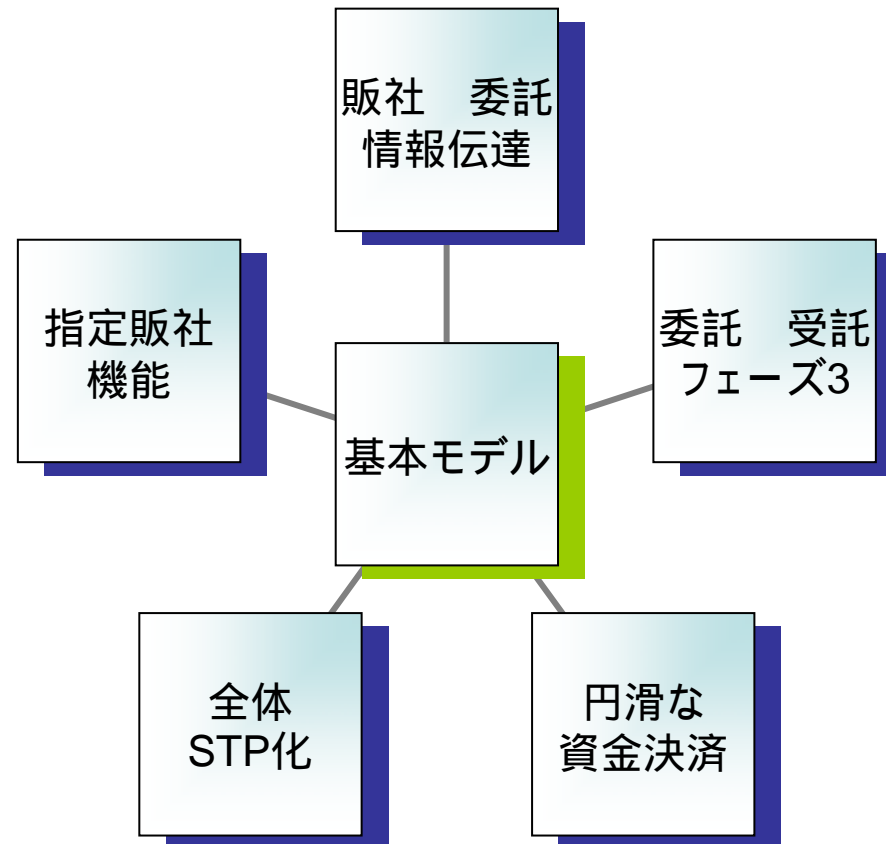 販社　委託
情報伝達
指定販社
機能
委託　受託
フェーズ3
基本モデル
全体
STP化
円滑な
資金決済